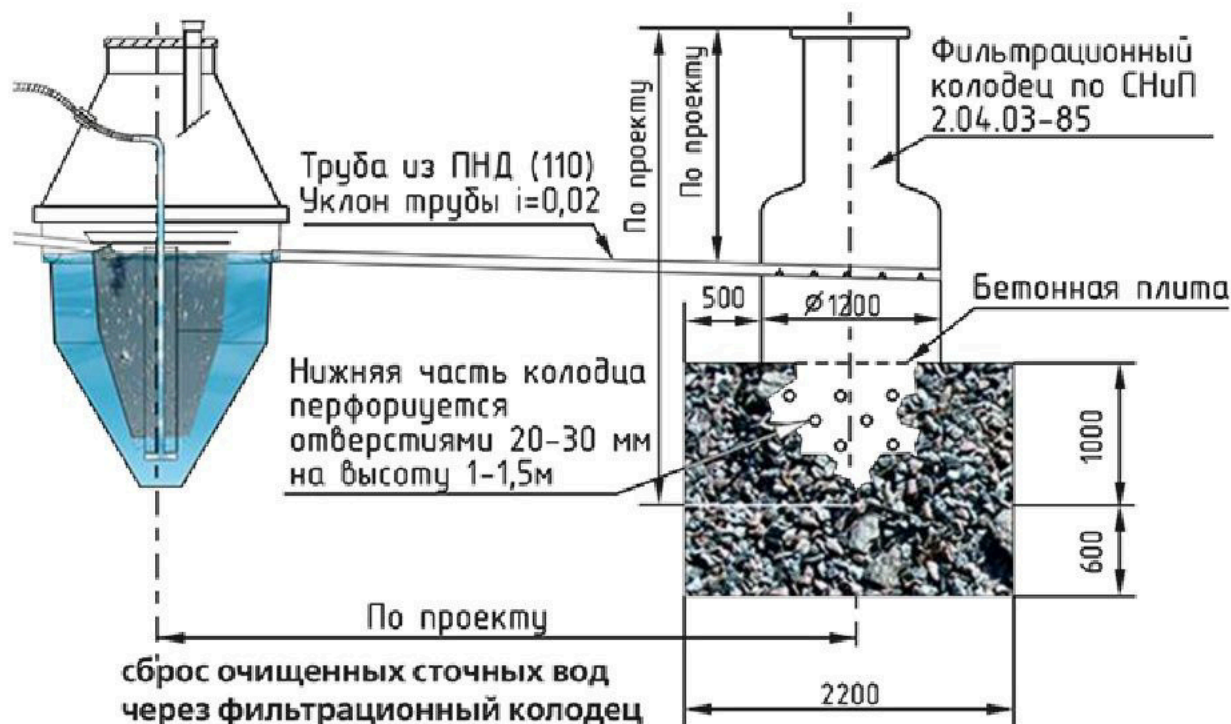 Фильтрационный
колодец по СНиП
2.04.03-85
По проекту
По проекту
Труба из ПНД (110)
Уклон трубы i=0,02
500
Ø1200
Бетонная плита
Нижняя часть колодца
перфорируется
отверстиями 20-30 мм
на высоту 1-1,5м
1000
600
По проекту
сброс очищенных сточных вод
через фильтрационный колодец
2200